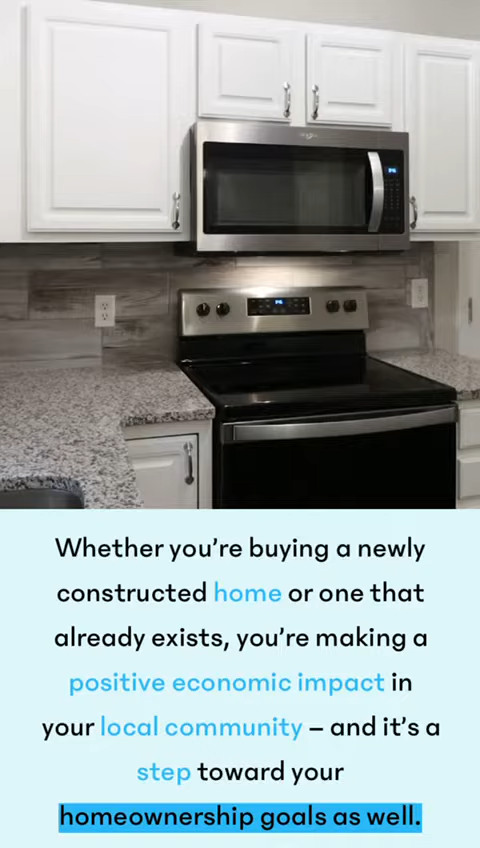 Whether you're buying a newly
constructed home or one that
already exists, you're making a
positive economic impact in
your local community – and it's a
step toward your
homeownership goals as well.